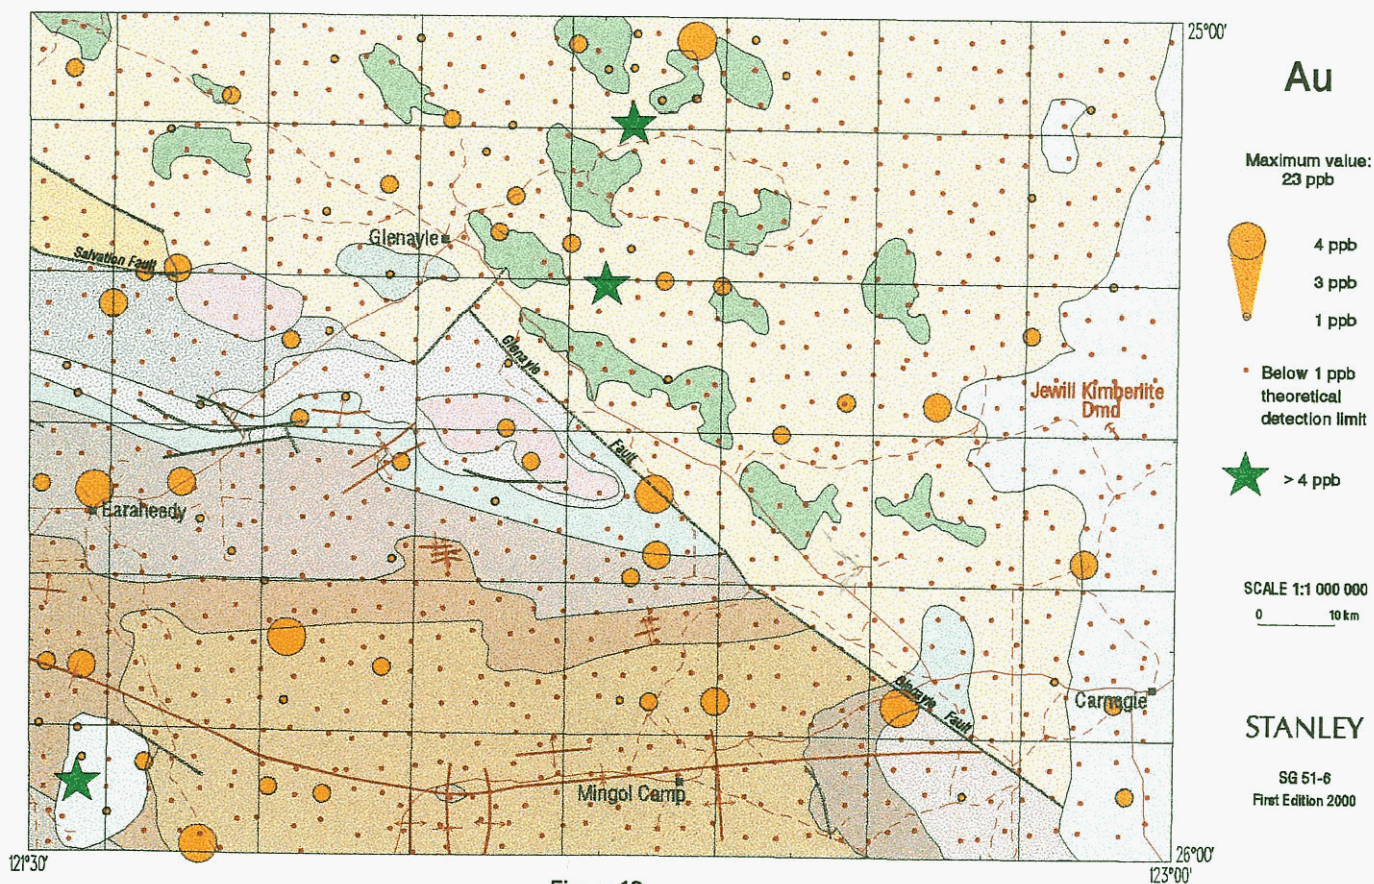 25°00'
Au
Maximum value:
23 ppb
4 ppb
3 ppb
1 ppb
Below 1 ppb
theoretical
detection limit
> 4 ppb
SCALE 1:1 000 000
0 10 km
STANLEY
SG 51-6
First Edition 2000
Glenayle
Salvation Fault
Glenayle
Fault
Jewill Kimberlite
Dmd
Earaheedy
Glenayle Fault
Carnegie
Mingol Camp
121°30'
26°00'
123°00'